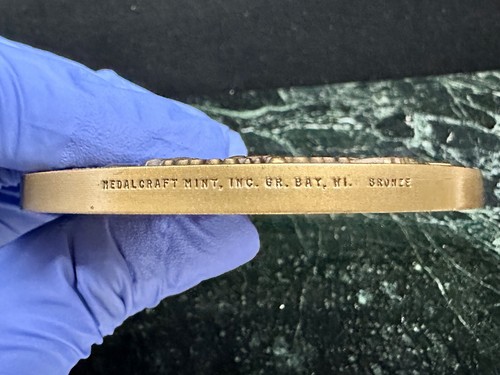 MEDALCRAFT MINT, INC. GR. BAY, WI. BRONZE